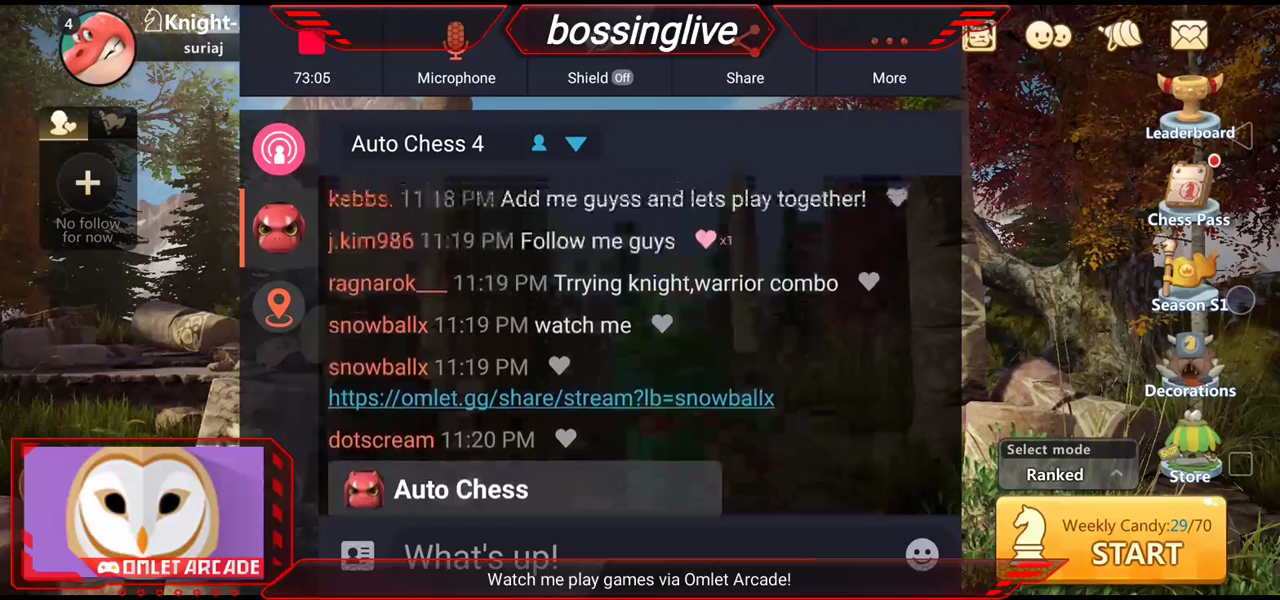 4
Knight-
suriaj
bossinglive
73:05
Microphone
Shield Off
Share
More
No follow
for now
Auto Chess 4
kebbs. 11:18 PM Add me guyss and lets play together!
j.kim986 11:19 PM Follow me guys x1
ragnarok___ 11:19 PM Trrying knight,warrior combo
snowballx 11:19 PM watch me
snowballx 11:19 PM
https://omlet.gg/share/stream?lb=snowballx
dotscream 11:20 PM
Auto Chess
What's up!
Leaderboard
Chess Pass
Season S1
Decorations
Store
Select mode
Ranked
Weekly Candy:29/70
START
OMLET ARCADE
Watch me play games via Omlet Arcade!